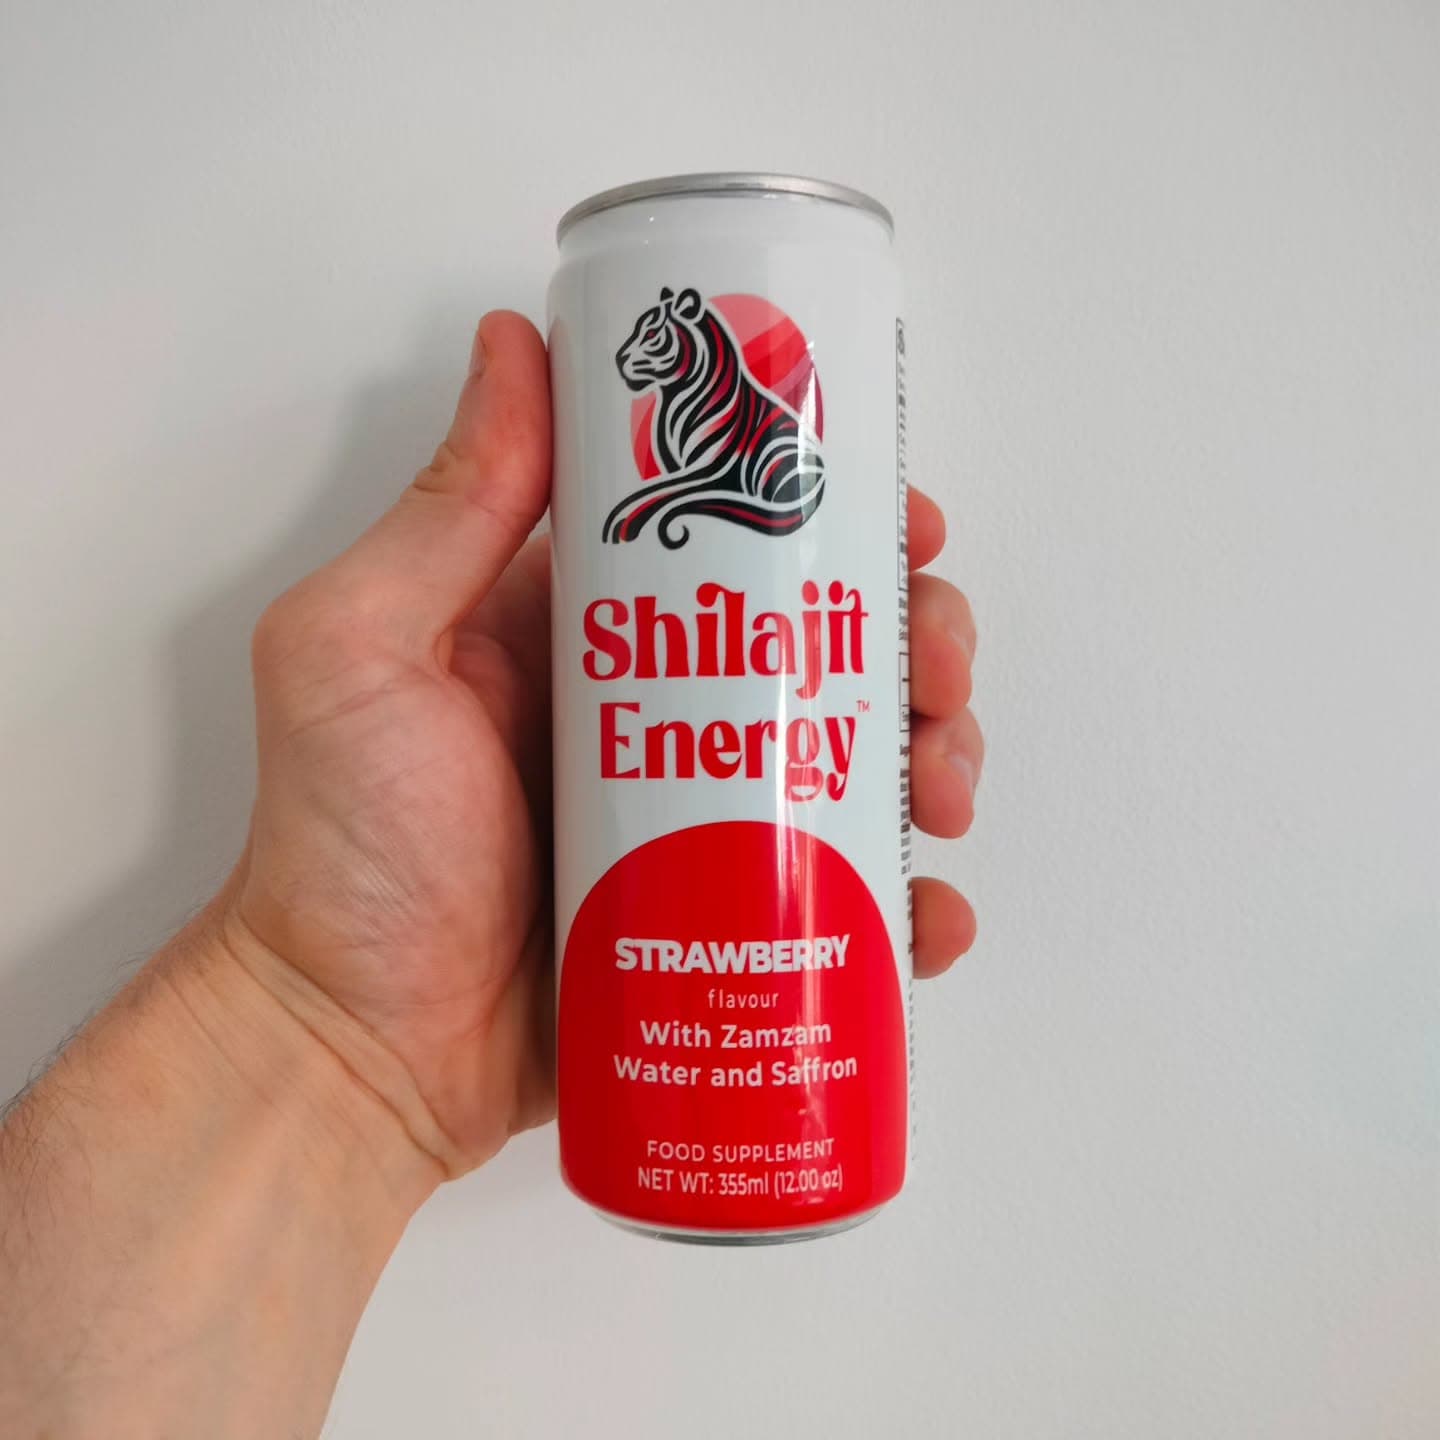 Shilajit
Energy™
STRAWBERRY
flavour
With Zamzam
Water and Saffron
FOOD SUPPLEMENT
NET WT: 355ml (12.00 oz)